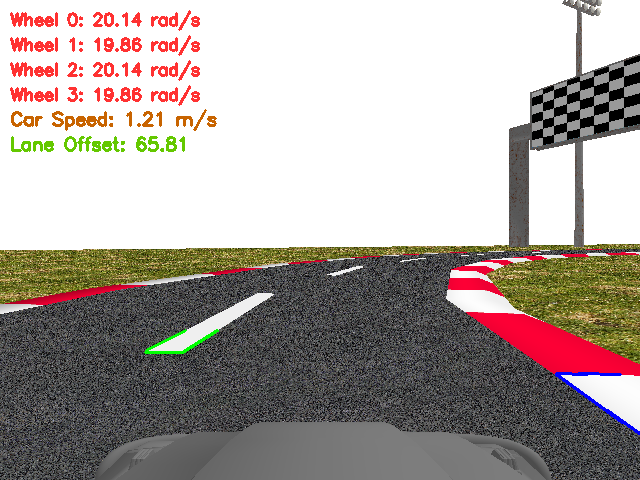 Wheel 0: 20.14 rad/s
Wheel 1: 19.86 rad/s
Wheel 2: 20.14 rad/s
Wheel 3: 19.86 rad/s
Car Speed: 1.21 m/s
Lane Offset: 65.81